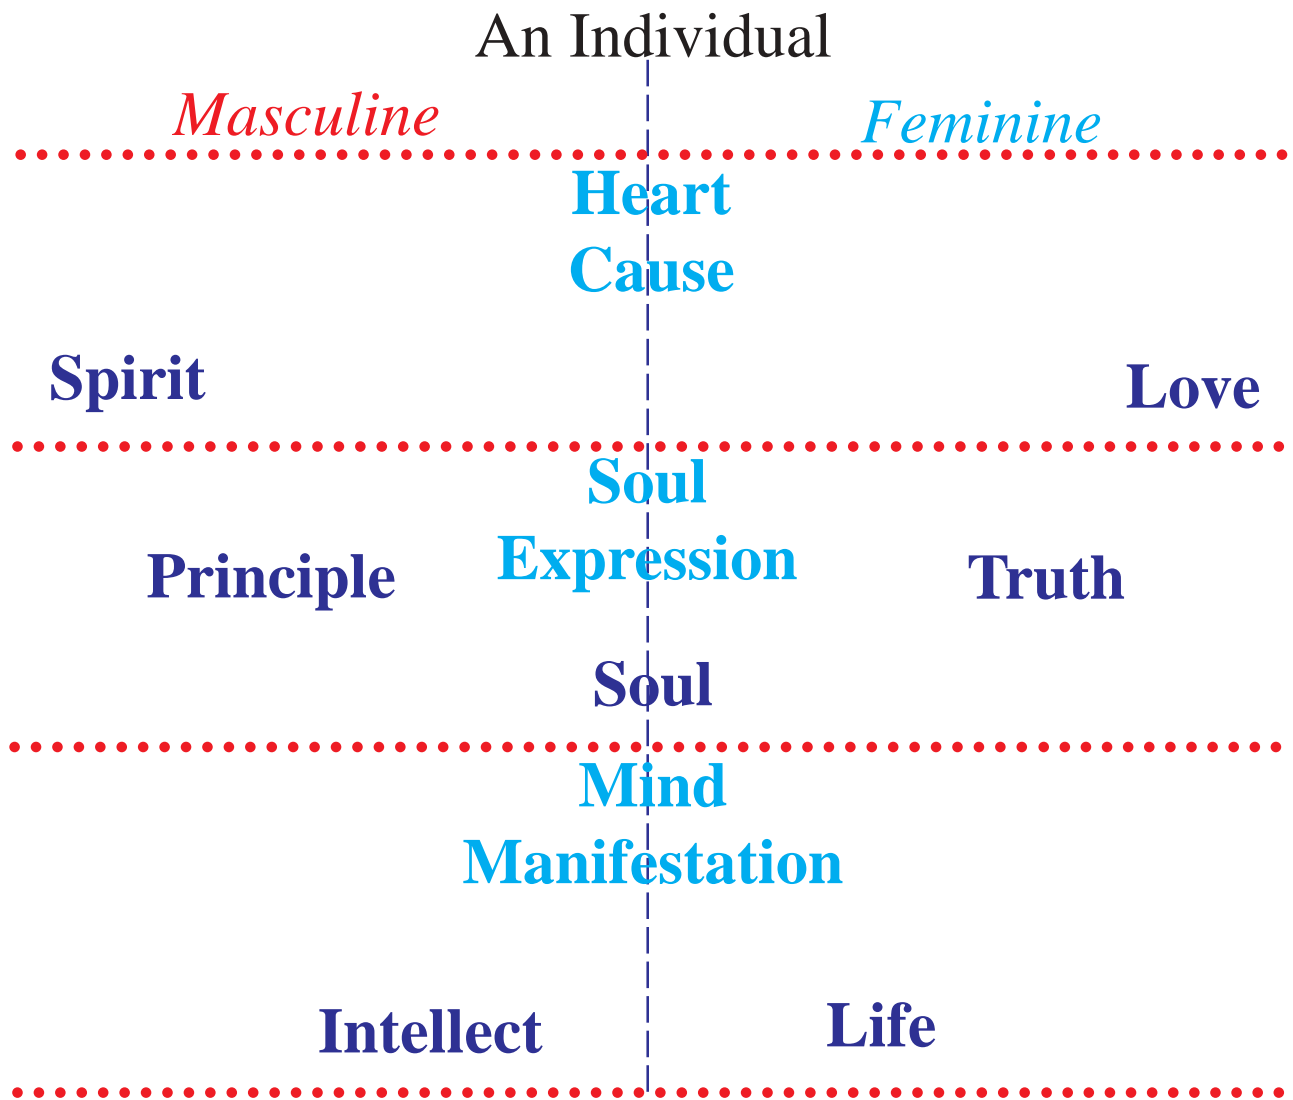 An Individual
Masculine Feminine
Heart
Cause
Spirit Love
Soul
Expression
Principle Truth
Soul
Mind
Manifestation
Intellect Life